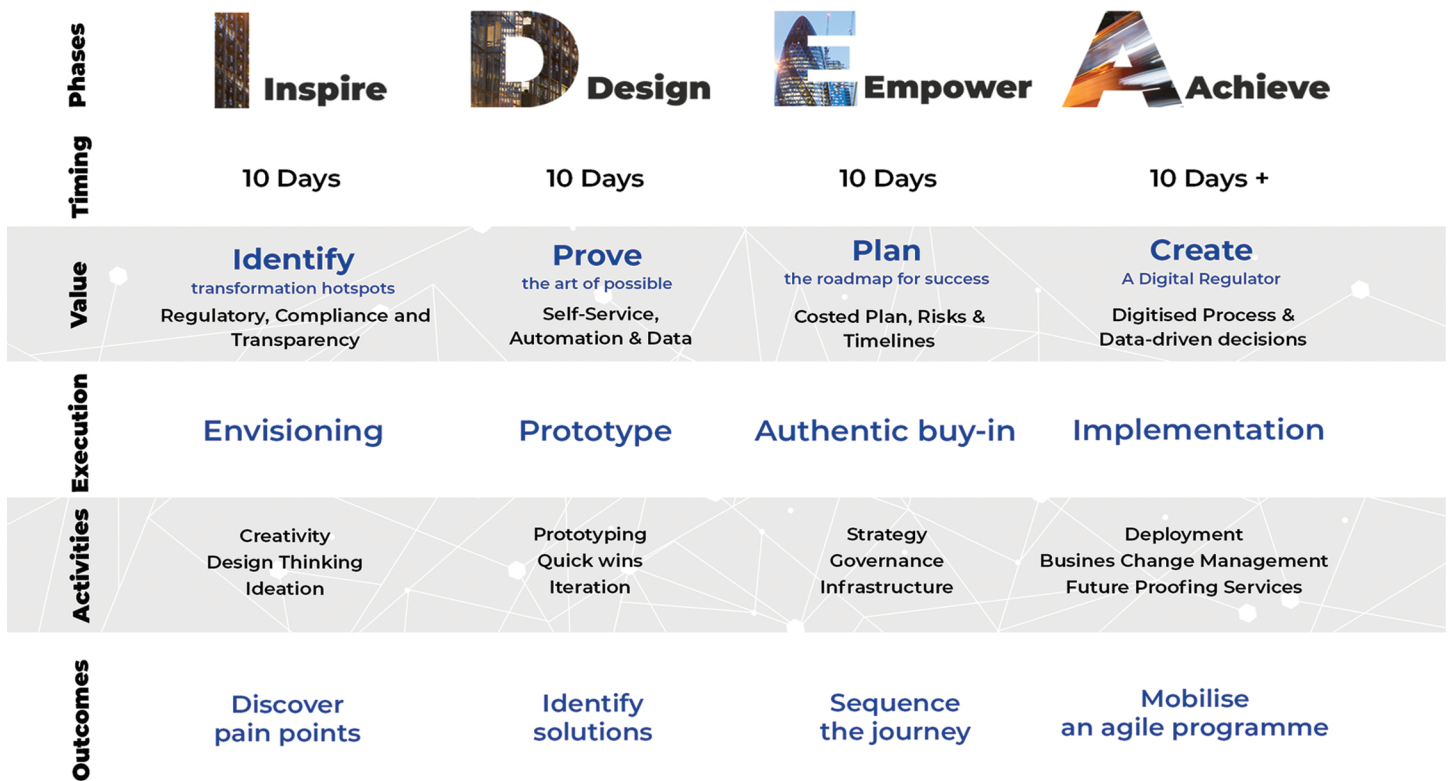 Phases
I Inspire
D Design
E Empower
A Achieve
Timing
10 Days
10 Days
10 Days
10 Days +
Value
Identify
transformation hotspots
Regulatory, Compliance and
Transparency
Prove
the art of possible
Self-Service,
Automation & Data
Plan
the roadmap for success
Costed Plan, Risks &
Timelines
Create
A Digital Regulator
Digitised Process &
Data-driven decisions
Execution
Envisioning
Prototype
Authentic buy-in
Implementation
Activities
Creativity
Design Thinking
Ideation
Prototyping
Quick wins
Iteration
Strategy
Governance
Infrastructure
Deployment
Busines Change Management
Future Proofing Services
Outcomes
Discover
pain points
Identify
solutions
Sequence
the journey
Mobilise
an agile programme